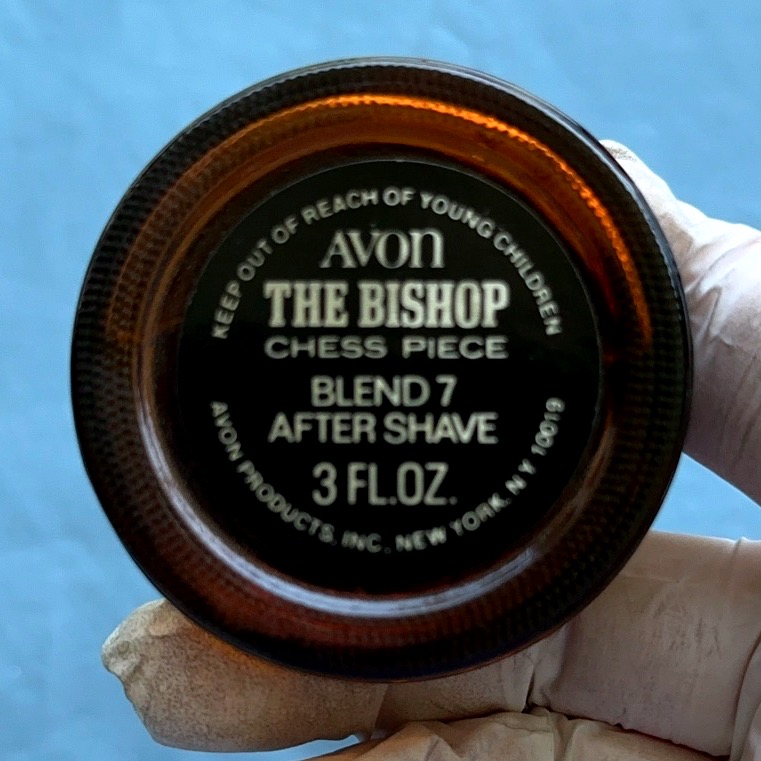 KEEP OUT OF REACH OF YOUNG CHILDREN
AVON
THE BISHOP
CHESS PIECE
BLEND 7
AFTER SHAVE
3 FL.OZ.
AVON PRODUCTS, INC. NEW YORK, N Y 10019